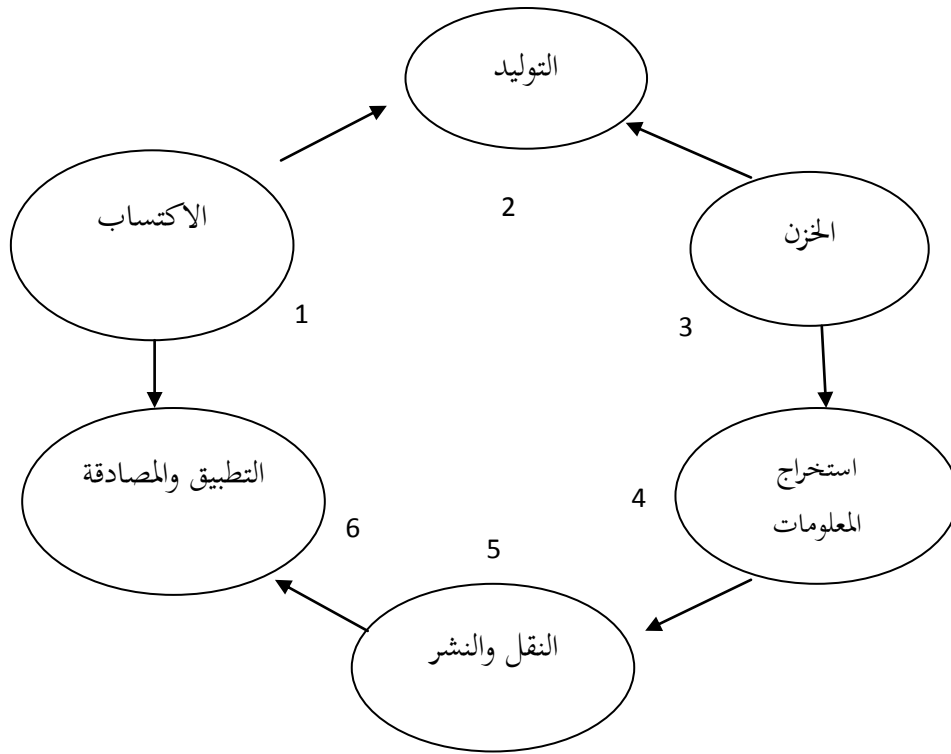 التوليد
2
الاكتساب
1
الخزن
3
استخراج
المعلومات
4
النقل والنشر
5
التطبيق والمصادقة
6